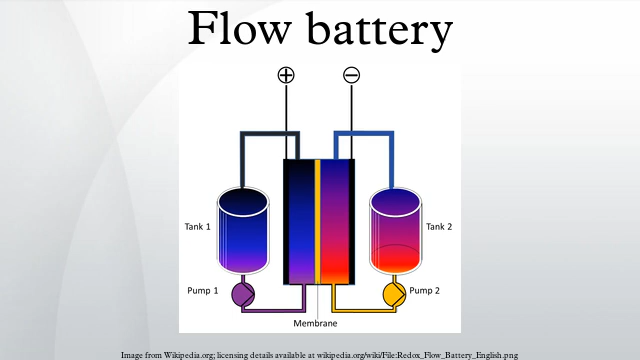 Flow battery
+
−
Tank 1
Tank 2
Pump 1
Pump 2
Membrane
Image from Wikipedia.org; licensing details available at wikipedia.org/wiki/File:Redox_Flow_Battery_English.png